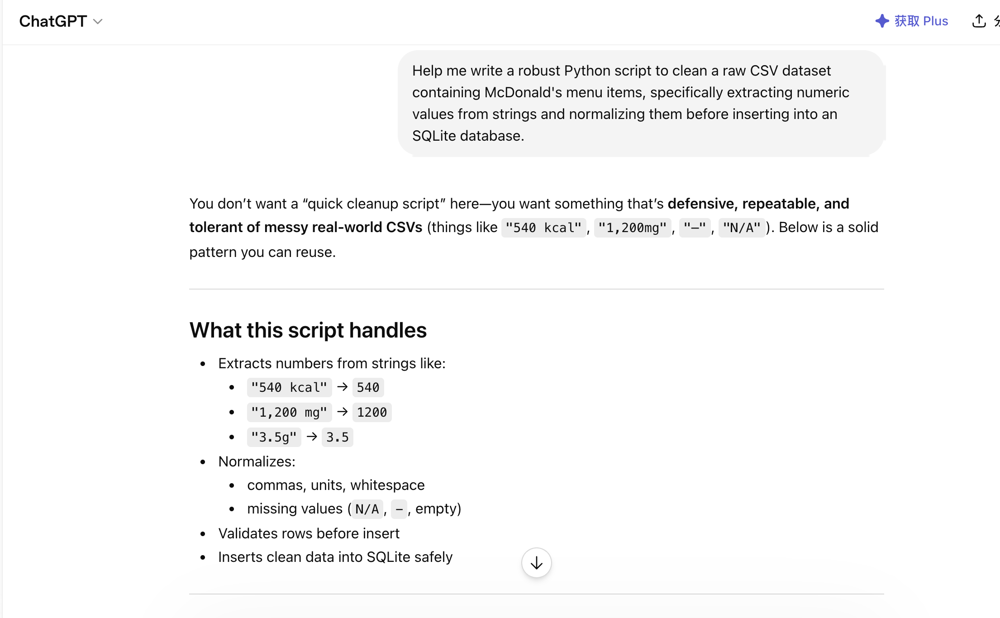 ChatGPT
获取 Plus
Help me write a robust Python script to clean a raw CSV dataset
containing McDonald's menu items, specifically extracting numeric
values from strings and normalizing them before inserting into an
SQLite database.
You don’t want a “quick cleanup script” here—you want something that’s defensive, repeatable, and
tolerant of messy real-world CSVs (things like "540 kcal", "1,200mg", "—", "N/A"). Below is a solid
pattern you can reuse.
What this script handles
• Extracts numbers from strings like:
• "540 kcal" → 540
• "1,200 mg" → 1200
• "3.5g" → 3.5
• Normalizes:
• commas, units, whitespace
• missing values (N/A, —, empty)
• Validates rows before insert
• Inserts clean data into SQLite safely